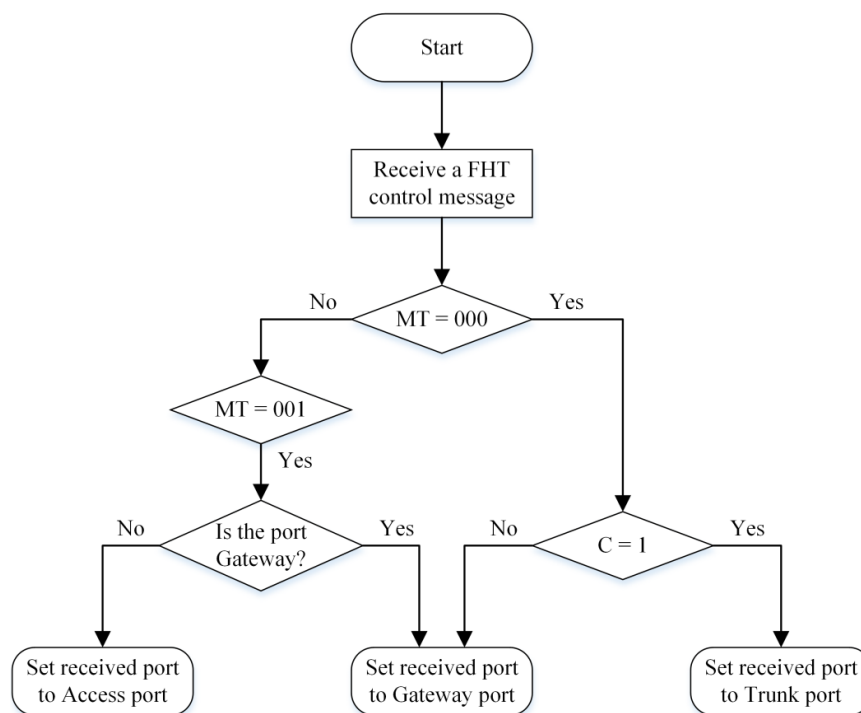 Start
Receive a FHT
control message
No
Yes
MT = 000
MT = 001
Yes
No
Is the port
Gateway?
Yes
No
C = 1
Yes
Set received port
to Access port
Set received port
to Gateway port
Set received port
to Trunk port